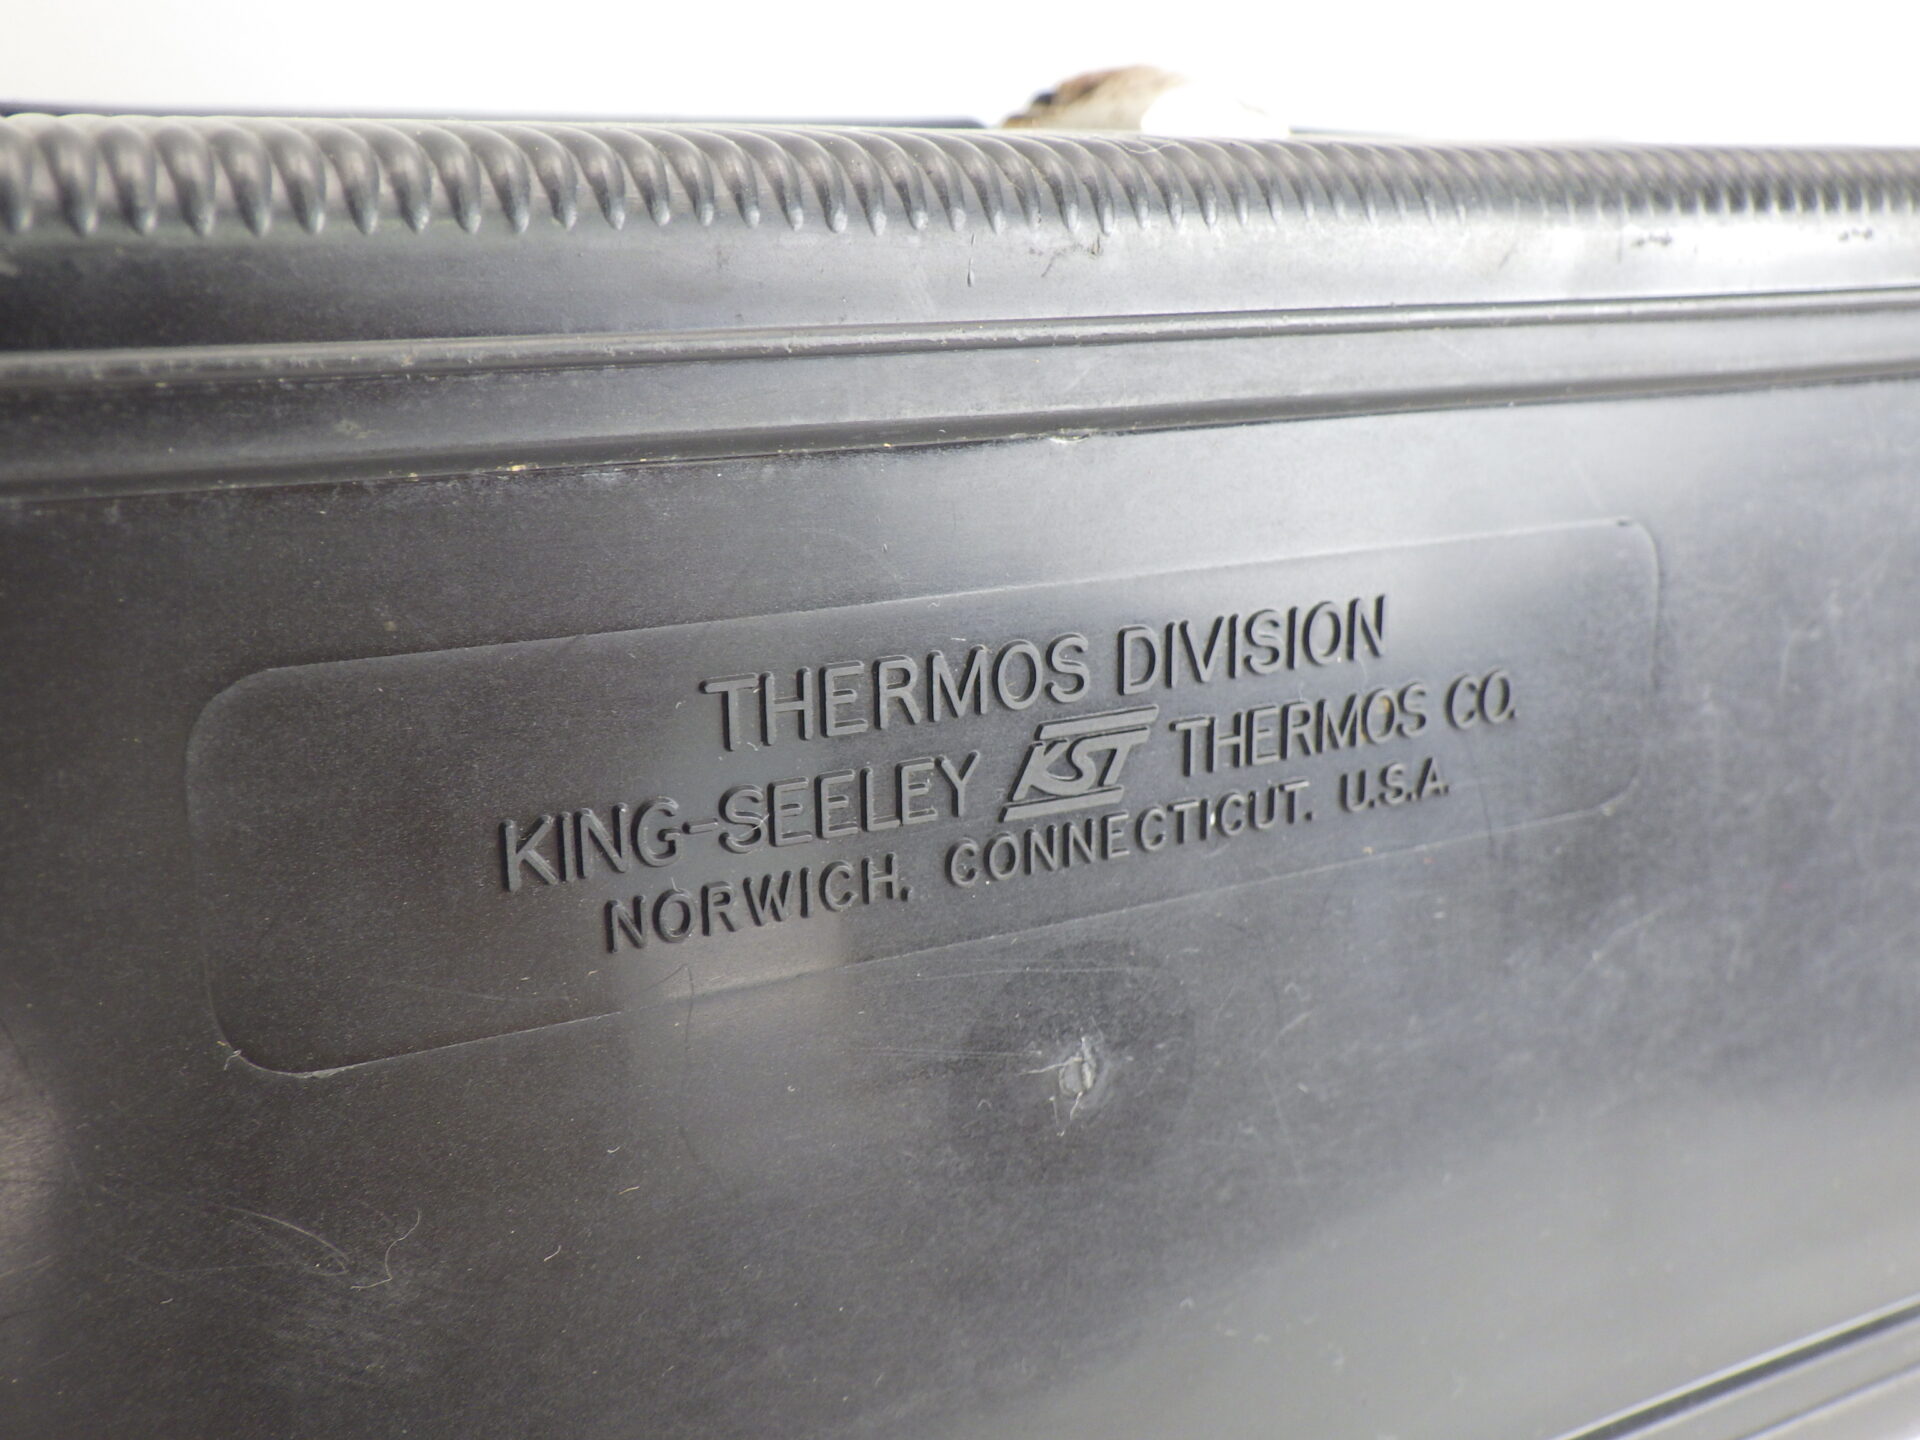 THERMOS DIVISION
KING-SEELEY KST THERMOS CO.
NORWICH, CONNECTICUT. U.S.A.